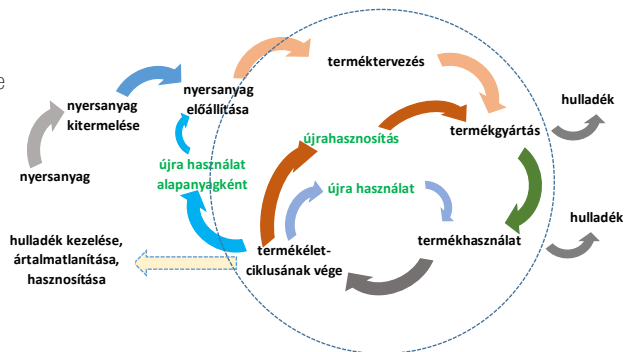 e
nyersanyag
nyersanyag
kitermelése
nyersanyag
előállítása
terméktervezés
termékgyártás
hulladék
újrahasznosítás
újra használat
alapanyagként
újra használat
termékhasználat
hulladék
termékélet-
ciklusának vége
hulladék kezelése,
ártalmatlanítása,
hasznosítása